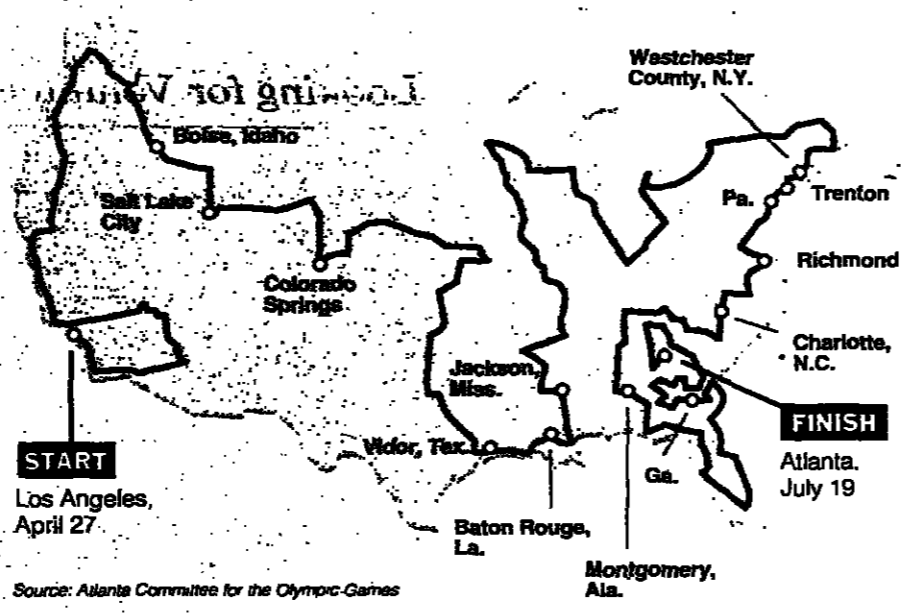 Westchester
County, N.Y.
Looking for
Boise, Idaho
Salt Lake
City
Pa.
Trenton
Richmond
Colorado
Springs
Charlotte,
N.C.
Jackson,
Miss.
FINISH
Atlanta,
July 19
START
Los Angeles,
April 27
Vidor, Tex.
Ga.
Baton Rouge,
La.
Montgomery,
Ala.
Source: Atlanta Committee for the Olympic Games